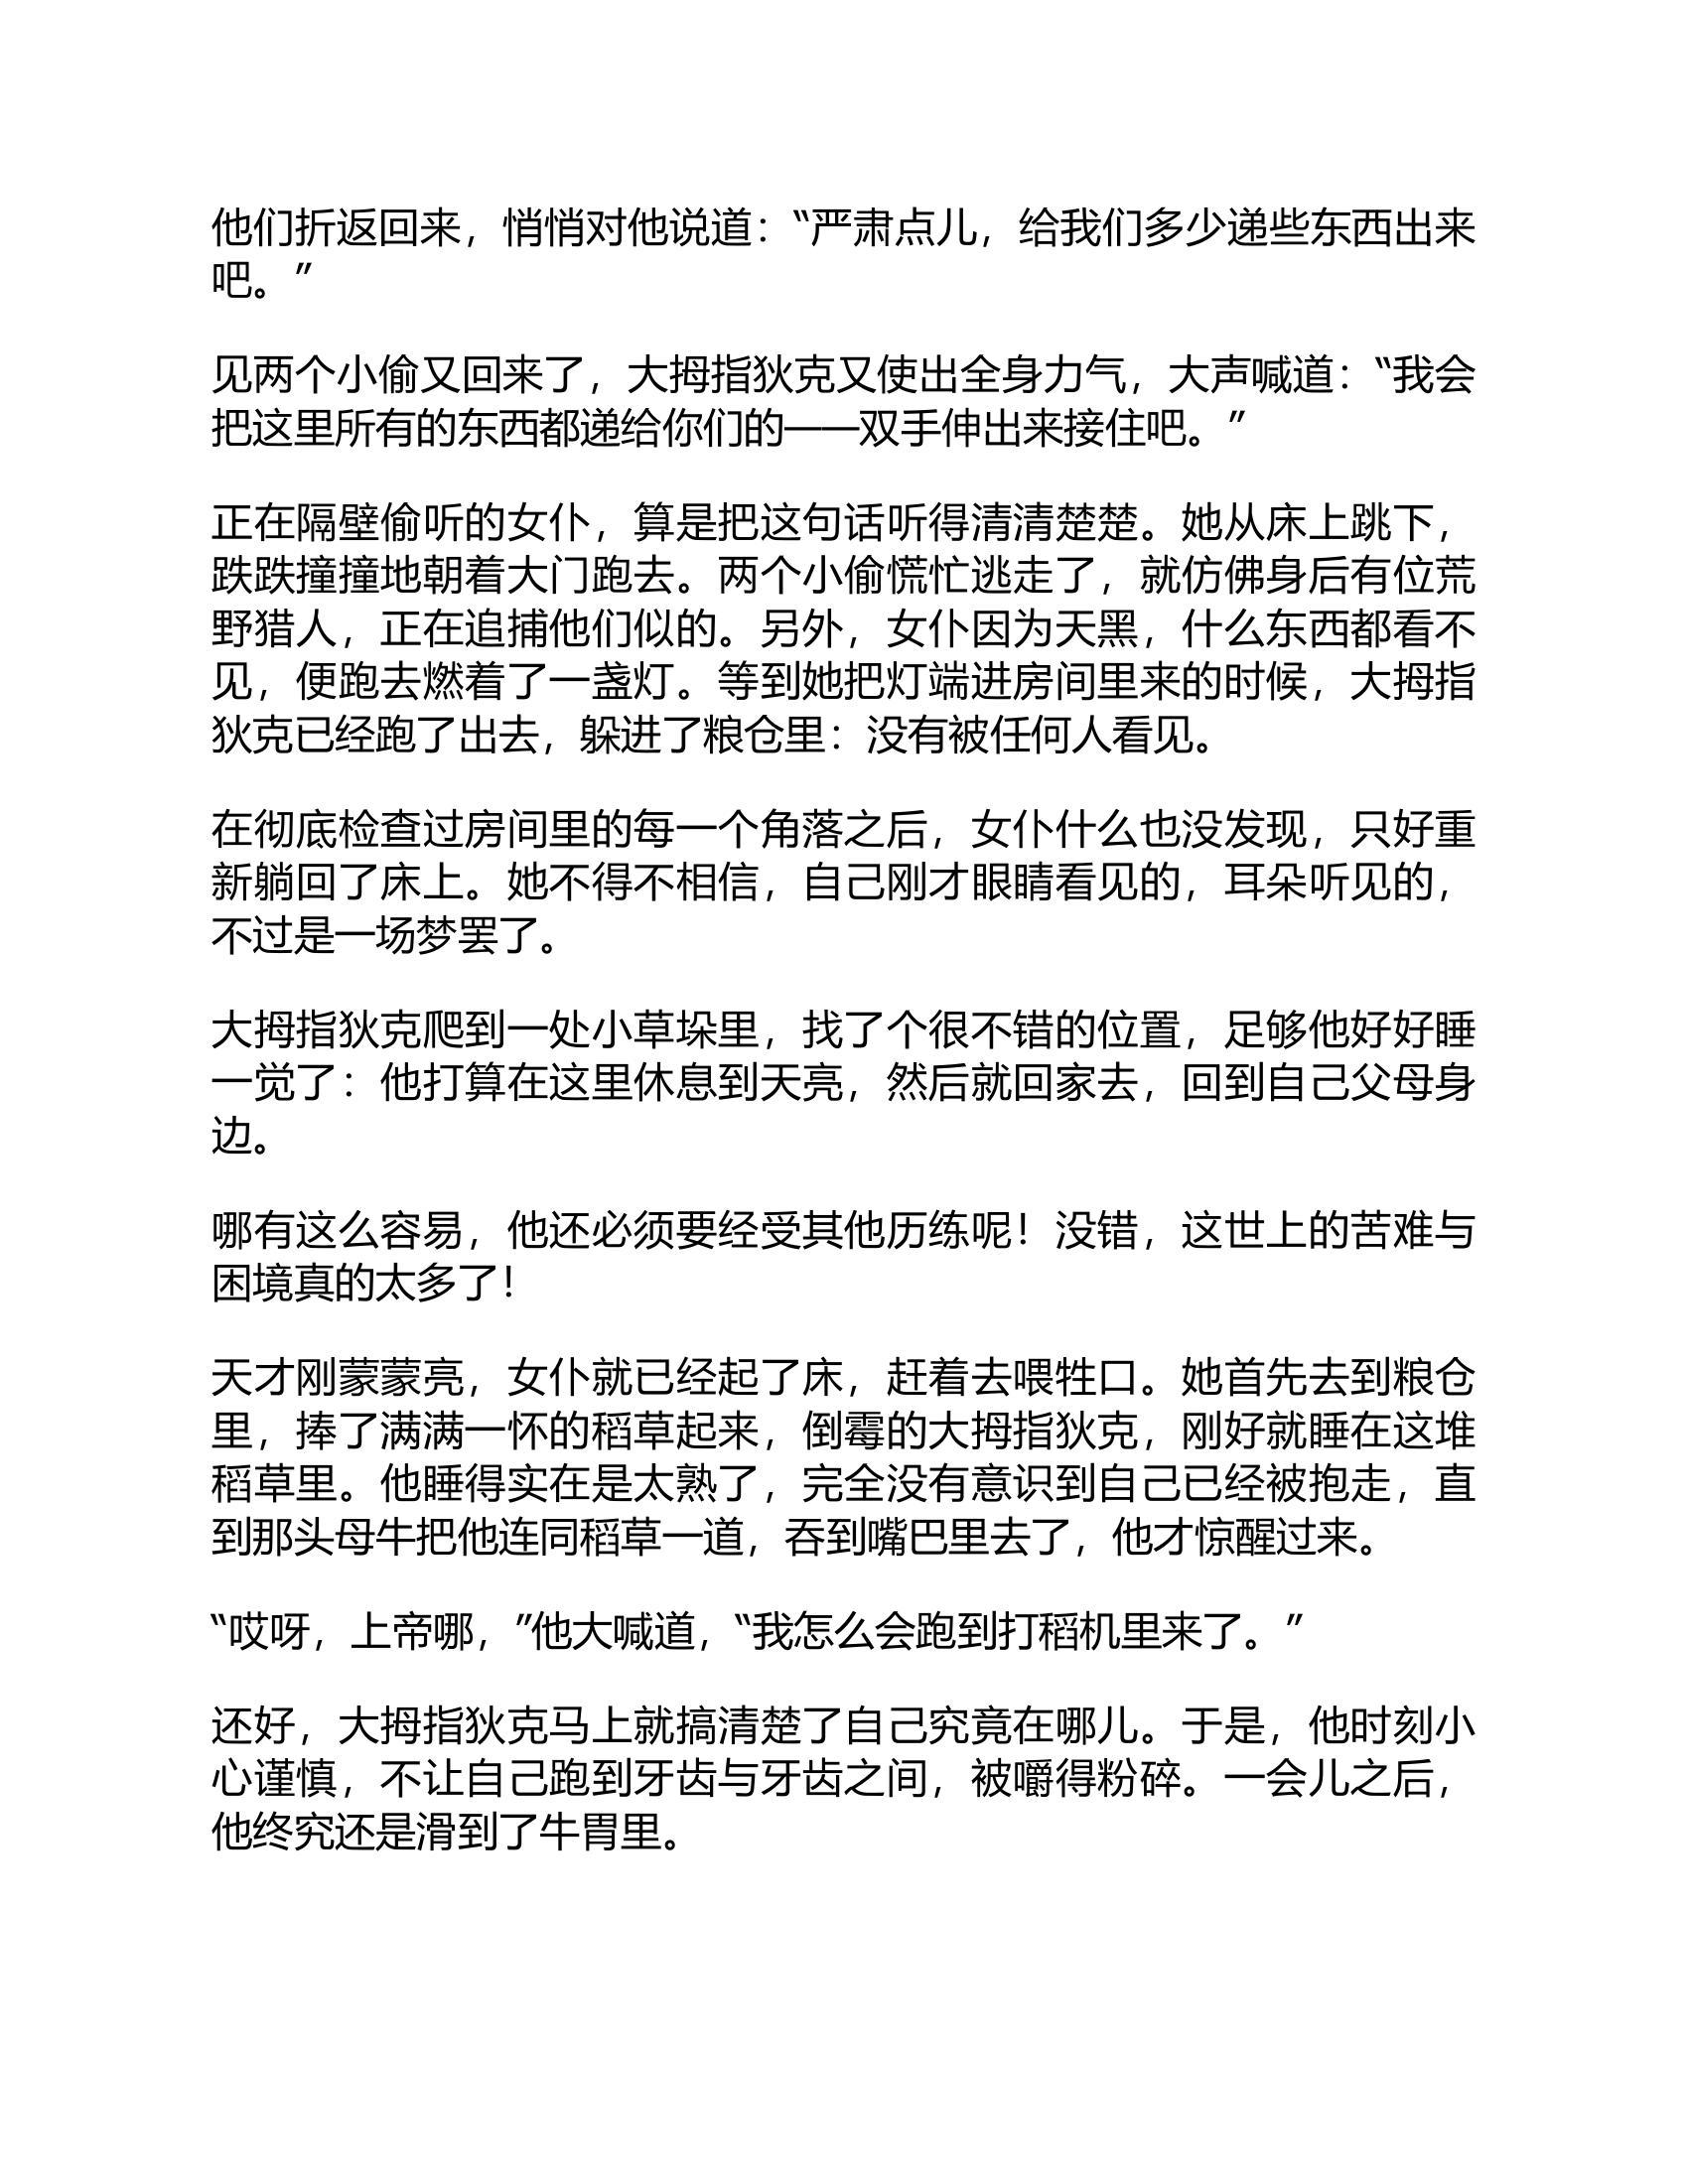 他们折返回来，悄悄对他说道：“严肃点儿，给我们多少递些东西出来
吧。”
见两个小偷又回来了，大拇指狄克又使出全身力气，大声喊道：“我会
把这里所有的东西都递给你们的——双手伸出来接住吧。”
正在隔壁偷听的女仆，算是把这句话听得清清楚楚。她从床上跳下，
跌跌撞撞地朝着大门跑去。两个小偷慌忙逃走了，就仿佛身后有位荒
野猎人，正在追捕他们似的。另外，女仆因为天黑，什么东西都看不
见，便跑去燃着了一盏灯。等到她把灯端进房间里来的时候，大拇指
狄克已经跑了出去，躲进了粮仓里：没有被任何人看见。
在彻底检查过房间里的每一个角落之后，女仆什么也没发现，只好重
新躺回了床上。她不得不相信，自己刚才眼睛看见的，耳朵听见的，
不过是一场梦罢了。
大拇指狄克爬到一处小草垛里，找了个很不错的位置，足够他好好睡
一觉了：他打算在这里休息到天亮，然后就回家去，回到自己父母身
边。
哪有这么容易，他还必须要经受其他历练呢！没错，这世上的苦难与
困境真的太多了！
天才刚蒙蒙亮，女仆就已经起了床，赶着去喂牲口。她首先去到粮仓
里，捧了满满一怀的稻草起来，倒霉的大拇指狄克，刚好就睡在这堆
稻草里。他睡得实在是太熟了，完全没有意识到自己已经被抱走，直
到那头母牛把他连同稻草一道，吞到嘴巴里去了，他才惊醒过来。
“哎呀，上帝哪，”他大喊道，“我怎么会跑到打稻机里来了。”
还好，大拇指狄克马上就搞清楚了自己究竟在哪儿。于是，他时刻小
心谨慎，不让自己跑到牙齿与牙齿之间，被嚼得粉碎。一会儿之后，
他终究还是滑到了牛胃里。